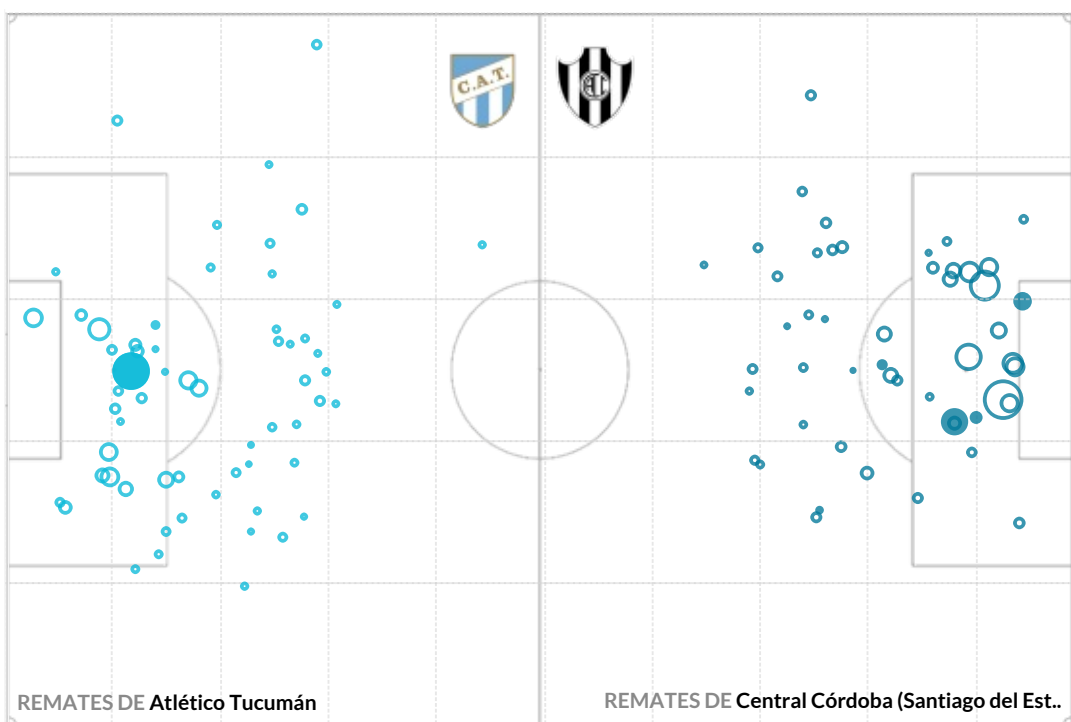 C.A.T.
REMATES DE Atlético Tucumán
REMATES DE Central Córdoba (Santiago del Est..